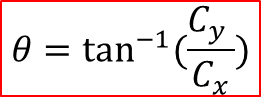 θ = tan⁻¹(C_y/C_x)